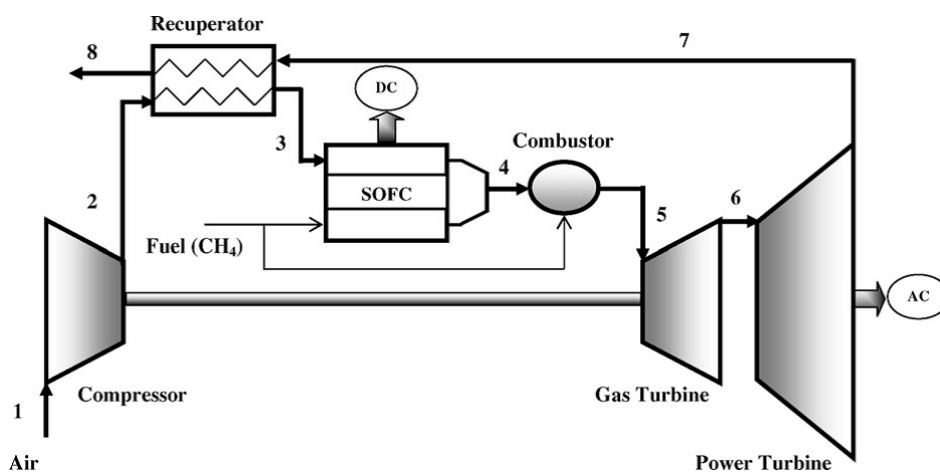 Recuperator
7
8
DC
3
Combustor
4
2
SOFC
5
6
Fuel (CH₄)
AC
Compressor
Gas Turbine
1
Air
Power Turbine